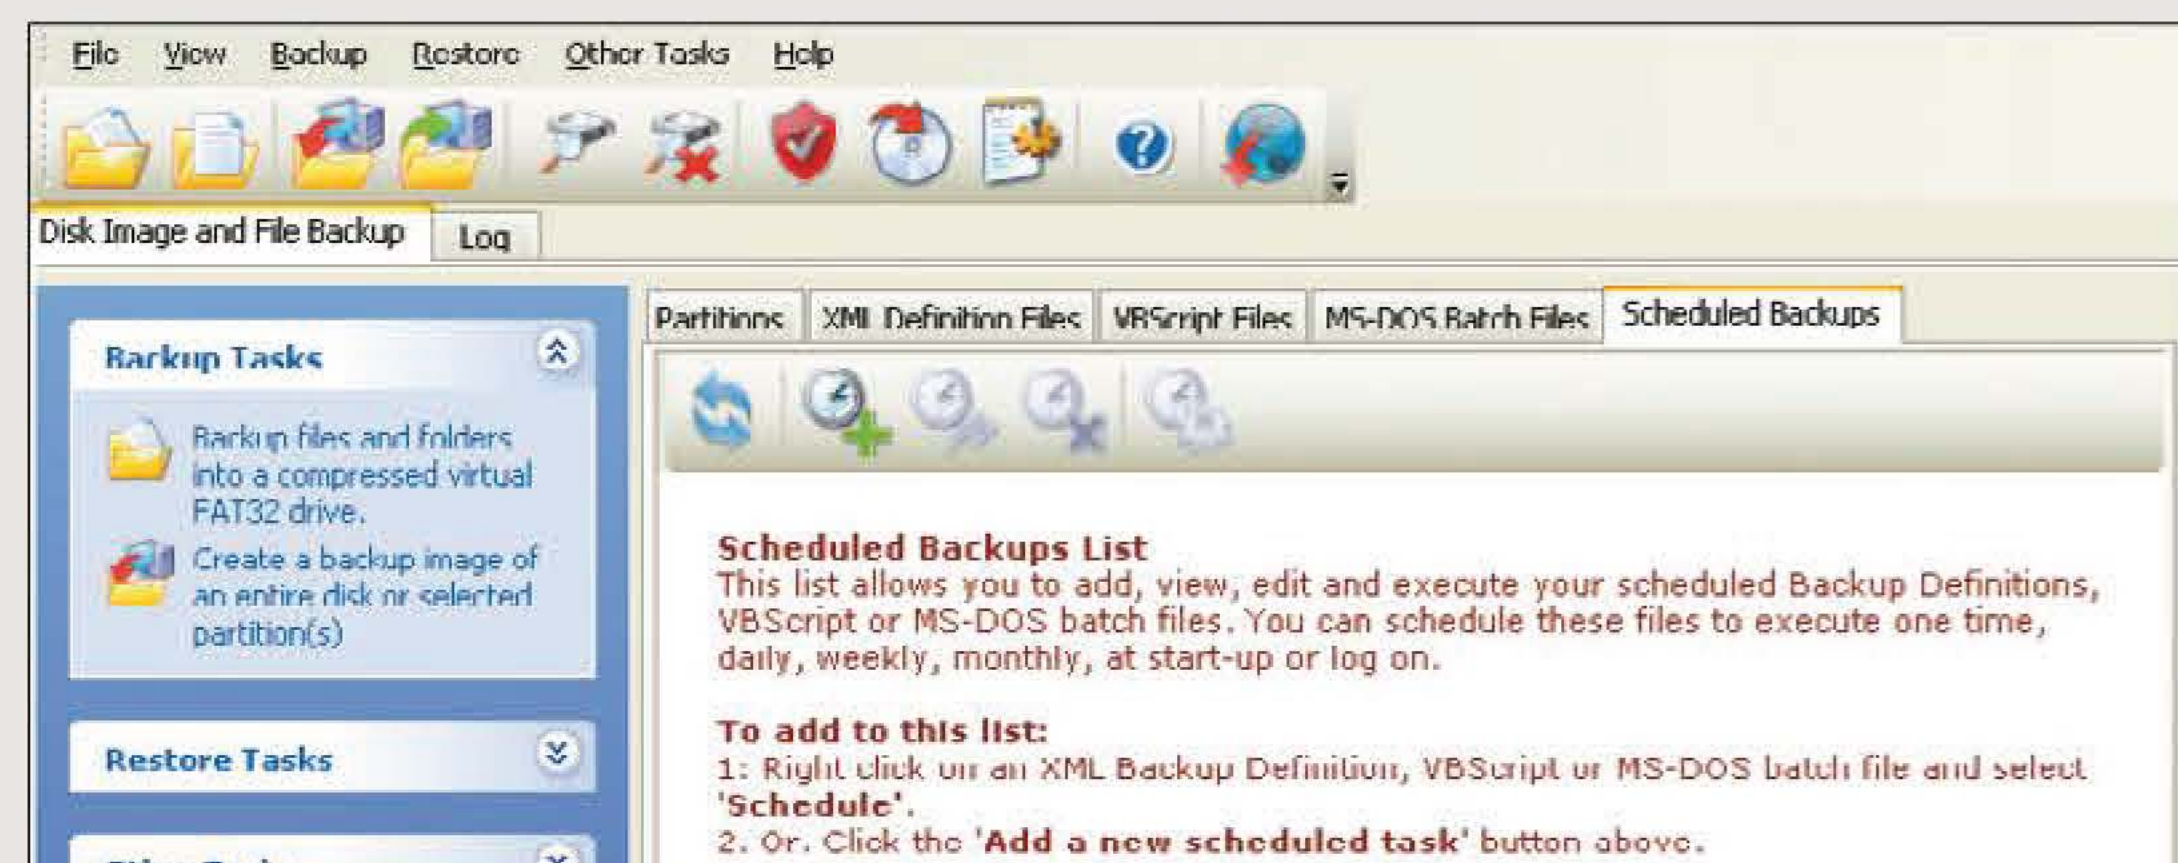 File View Backup Restore Other Tasks Help
Disk Image and File Backup Log
Partitions XML Definition Files VBScript Files MS-DOS Batch Files Scheduled Backups
Backup Tasks
Backup files and folders
into a compressed virtual
FAT32 drive.
Create a backup image of
an entire disk or selected
partition(s)
Restore Tasks
Scheduled Backups List
This list allows you to add, view, edit and execute your scheduled Backup Definitions,
VBScript or MS-DOS batch files. You can schedule these files to execute one time,
daily, weekly, monthly, at start-up or log on.
To add to this list:
1: Right click on an XML Backup Definition, VBScript or MS-DOS batch file and select
'Schedule'.
2. Or. Click the 'Add a new scheduled task' button above.